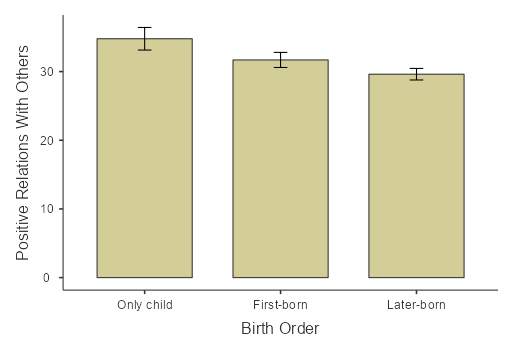 Positive Relations With Others
30
20
10
0
Only child
First-born
Later-born
Birth Order